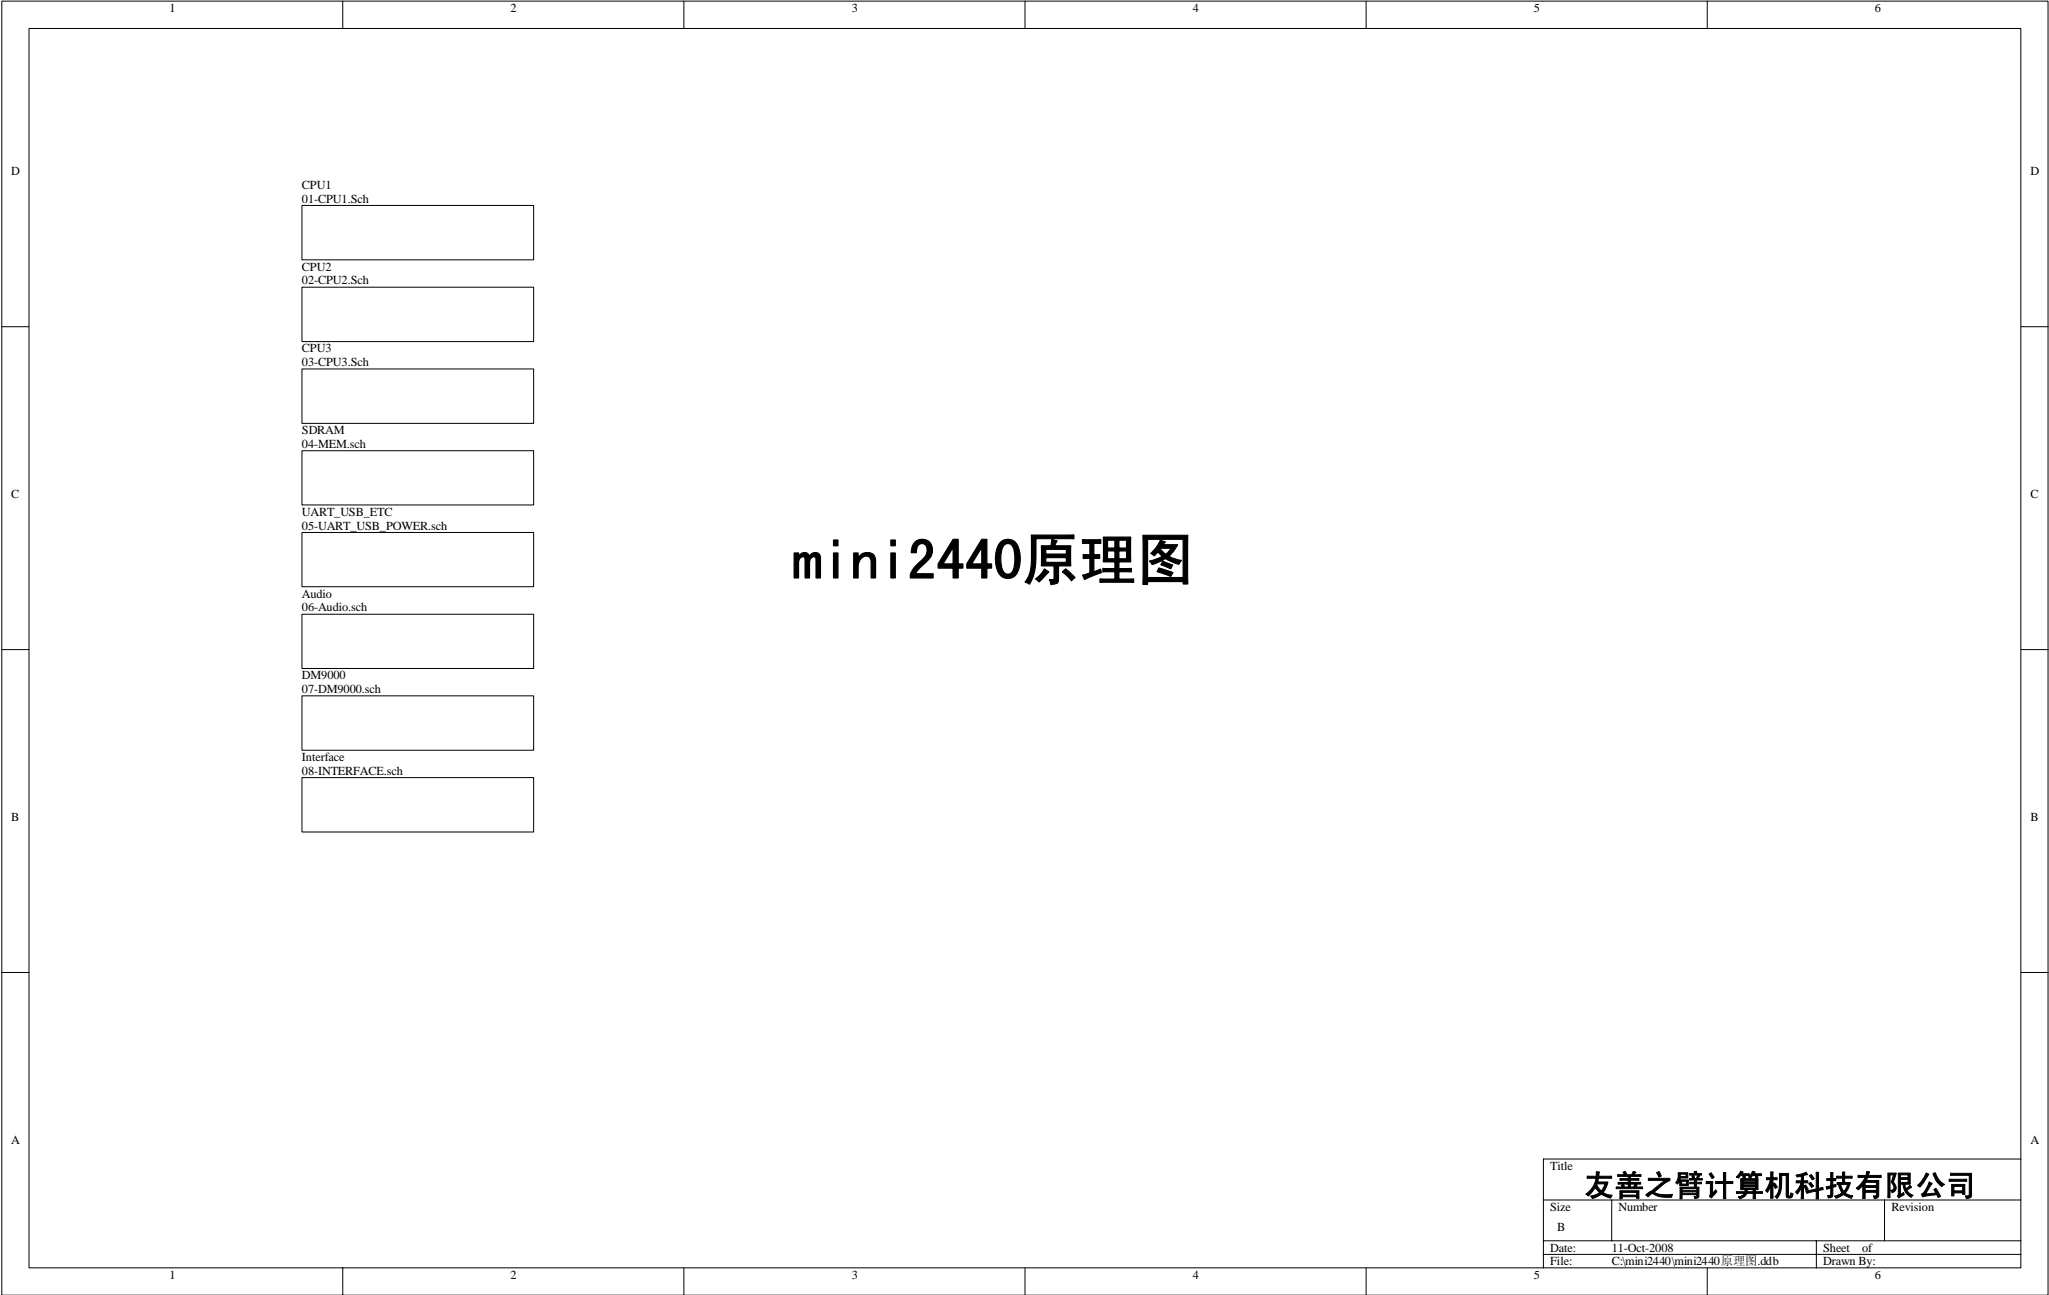 1 2 3 4 5 6
D D
CPU1
01-CPU1.Sch
CPU2
02-CPU2.Sch
CPU3
03-CPU3.Sch
SDRAM
04-MEM.sch
C C
UART_USB_ETC
05-UART_USB_POWER.sch
mini2440原理图
Audio
06-Audio.sch
DM9000
07-DM9000.sch
Interface
08-INTERFACE.sch
B B
A A
Title
友善之臂计算机科技有限公司
Size Number Revision
B
Date: 11-Oct-2008 Sheet of
File: C:\mini2440\mini2440原理图.ddb Drawn By:
1 2 3 4 5 6